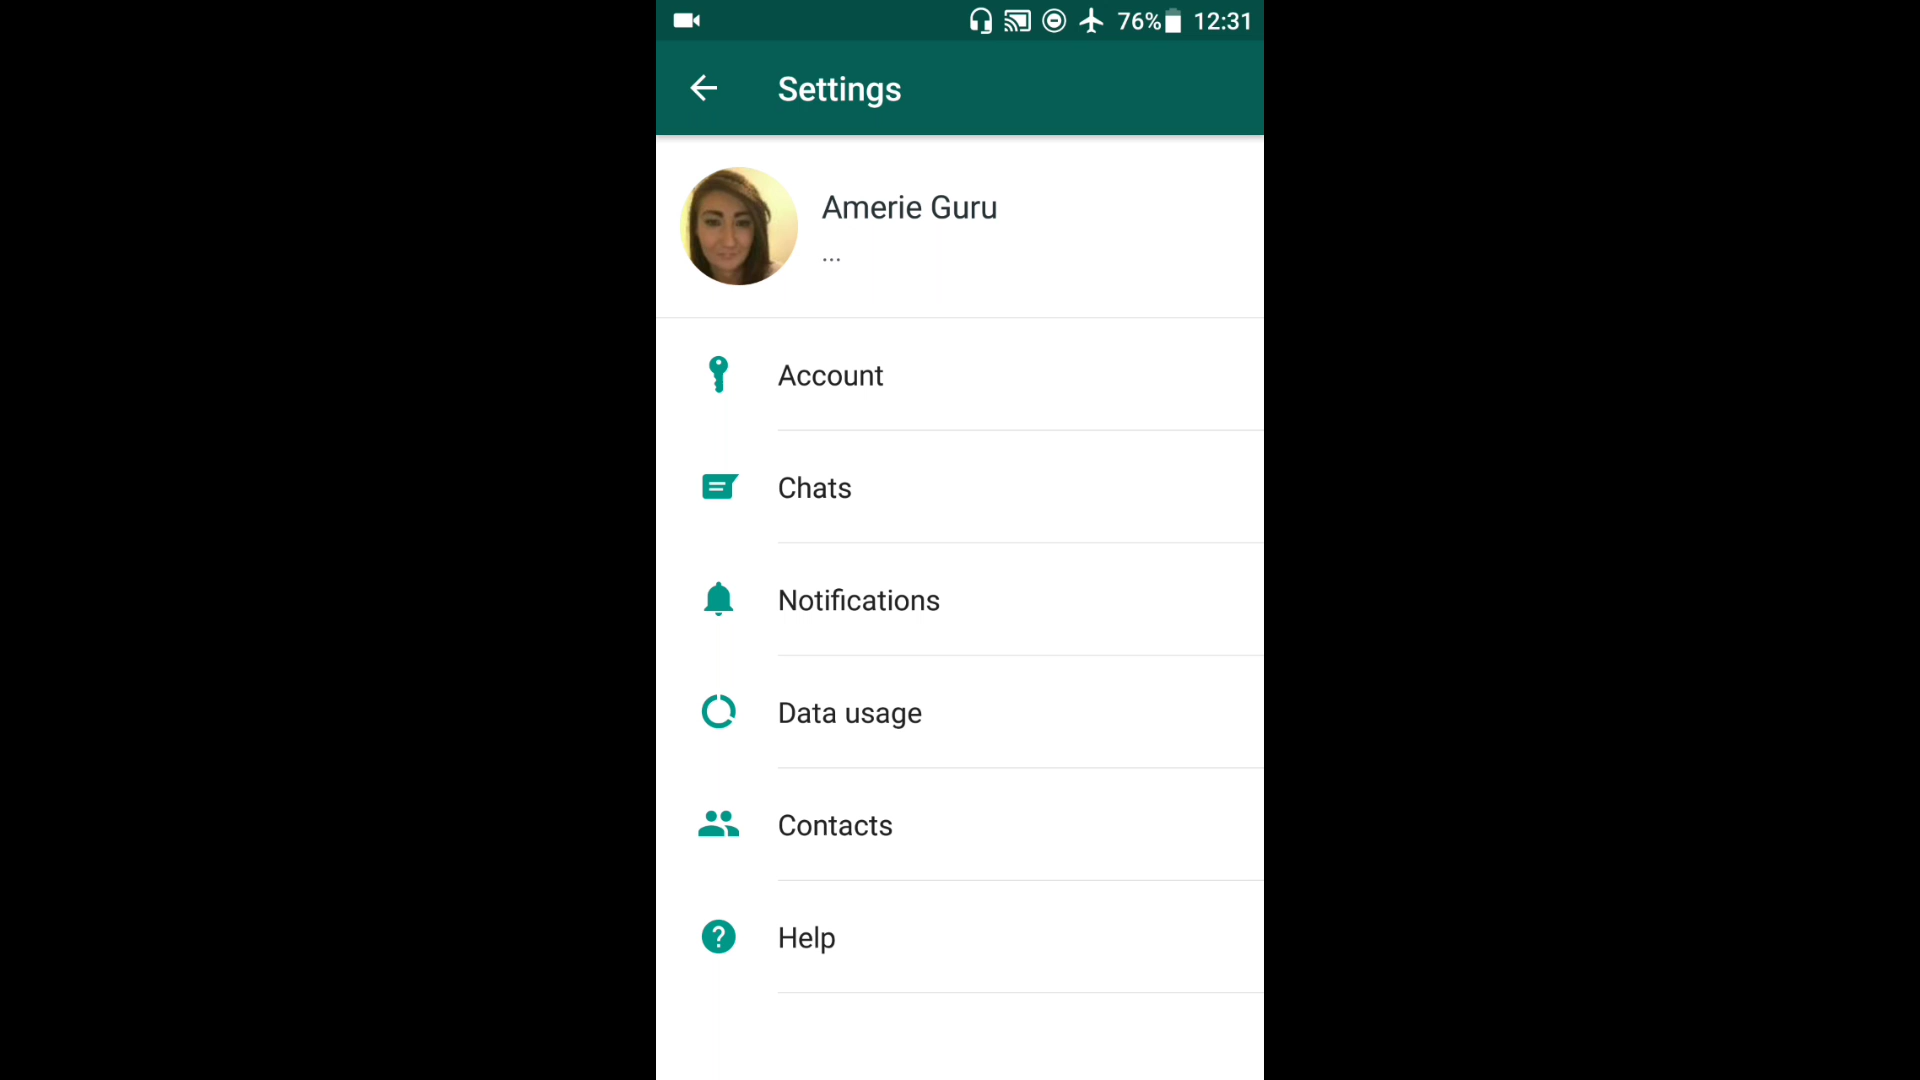 76% 12:31
Settings
Amerie Guru
...
Account
Chats
Notifications
Data usage
Contacts
? Help